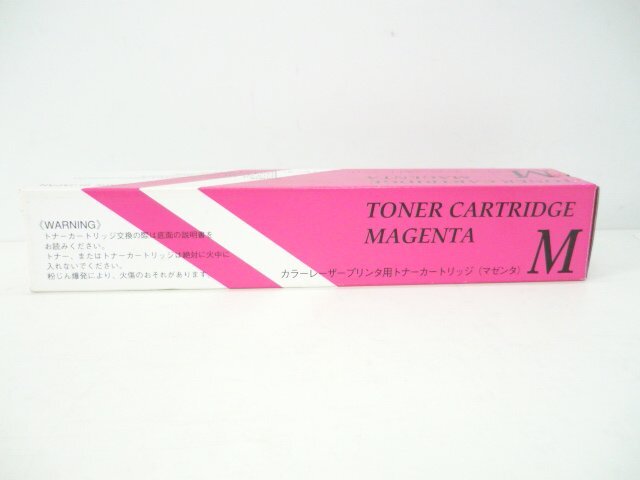 TONER CARTRIDGE
MAGENTA
M
TONER CARTRIDGE
MAGENTA
M
カラーレーザープリンタ用トナーカートリッジ（マゼンタ）
《WARNING》
トナーカートリッジ交換の際は底面の説明書を
お読みください。
トナー、またはトナーカートリッジは絶対に火中に
入れないでください。
粉じん爆発により、火傷のおそれがあります